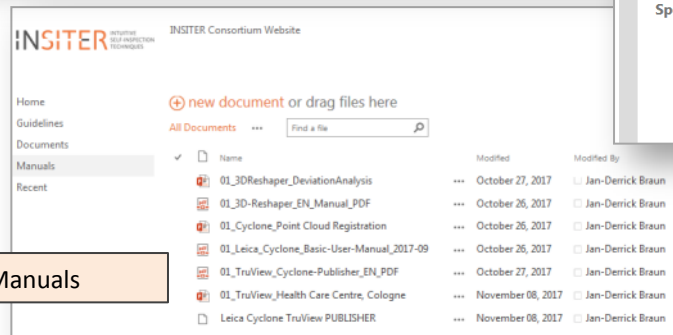 Sp
INSITER INTUITIVE SELF-INSPECTION TECHNIQUES
INSITER Consortium Website
Home
Guidelines
Documents
Manuals
Recent
new document or drag files here
All Documents ... Find a file
Name Modified Modified By
01_3DReshaper_DeviationAnalysis ... October 27, 2017 Jan-Derrick Braun
01_3D-Reshaper_EN_Manual_PDF ... October 26, 2017 Jan-Derrick Braun
01_Cyclone_Point Cloud Registration ... October 26, 2017 Jan-Derrick Braun
01_Leica_Cyclone_Basic-User-Manual_2017-09 ... October 26, 2017 Jan-Derrick Braun
01_TruView_Cyclone-Publisher_EN_PDF ... October 27, 2017 Jan-Derrick Braun
01_TruView_Health Care Centre, Cologne ... November 08, 2017 Jan-Derrick Braun
Leica Cyclone TruView PUBLISHER ... November 08, 2017 Jan-Derrick Braun
Manuals